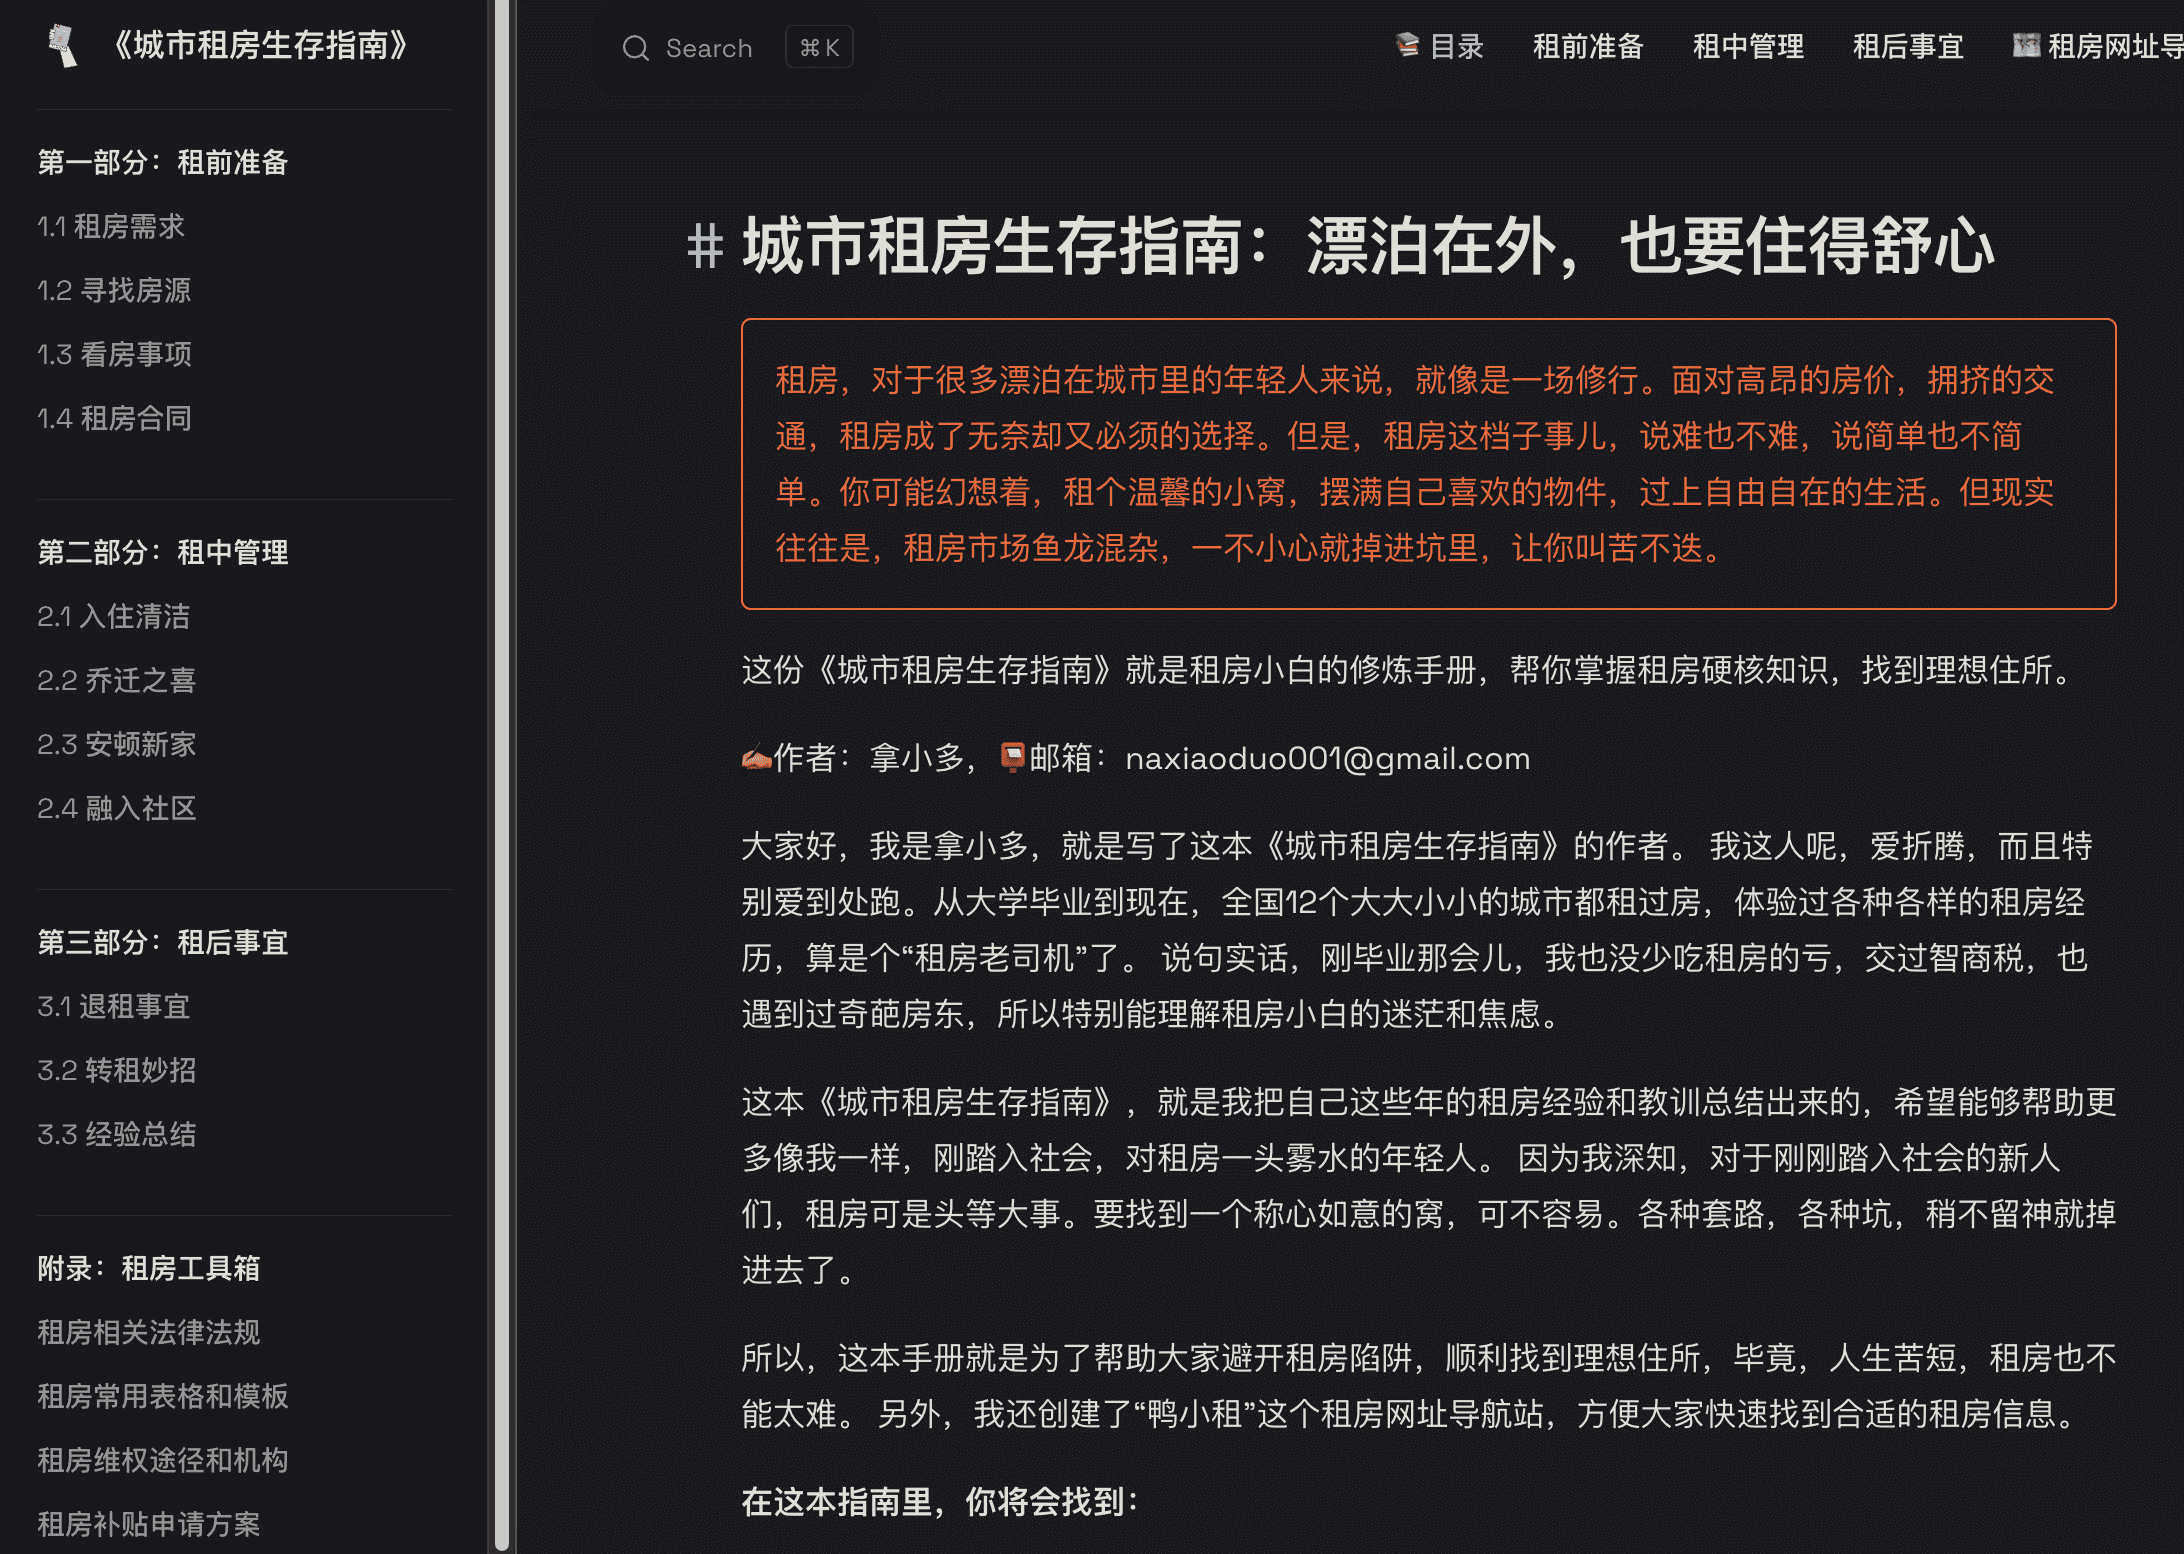 《城市租房生存指南》
第一部分：租前准备
1.1 租房需求
1.2 寻找房源
1.3 看房事项
1.4 租房合同
第二部分：租中管理
2.1 入住清洁
2.2 乔迁之喜
2.3 安顿新家
2.4 融入社区
第三部分：租后事宜
3.1 退租事宜
3.2 转租妙招
3.3 经验总结
附录：租房工具箱
租房相关法律法规
租房常用表格和模板
租房维权途径和机构
租房补贴申请方案
Search ⌘ K
📚 目录 租前准备 租中管理 租后事宜 🗺️ 租房网址导
# 城市租房生存指南：漂泊在外，也要住得舒心
租房，对于很多漂泊在城市里的年轻人来说，就像是一场修行。面对高昂的房价，拥挤的交
通，租房成了无奈却又必须的选择。但是，租房这档子事儿，说难也不难，说简单也不简
单。你可能幻想着，租个温馨的小窝，摆满自己喜欢的物件，过上自由自在的生活。但现实
往往是，租房市场鱼龙混杂，一不小心就掉进坑里，让你叫苦不迭。
这份《城市租房生存指南》就是租房小白的修炼手册，帮你掌握租房硬核知识，找到理想住所。
✍️作者：拿小多，📮邮箱：naxiaoduo001@gmail.com
大家好，我是拿小多，就是写了这本《城市租房生存指南》的作者。 我这人呢，爱折腾，而且特
别爱到处跑。从大学毕业到现在，全国12个大大小小的城市都租过房，体验过各种各样的租房经
历，算是个“租房老司机”了。 说句实话，刚毕业那会儿，我也没少吃租房的亏，交过智商税，也
遇到过奇葩房东，所以特别能理解租房小白的迷茫和焦虑。
这本《城市租房生存指南》，就是我把自己这些年的租房经验和教训总结出来的，希望能够帮助更
多像我一样，刚踏入社会，对租房一头雾水的年轻人。 因为我深知，对于刚刚踏入社会的新人
们，租房可是头等大事。要找到一个称心如意的窝，可不容易。各种套路，各种坑，稍不留神就掉
进去了。
所以，这本手册就是为了帮助大家避开租房陷阱，顺利找到理想住所，毕竟，人生苦短，租房也不
能太难。 另外，我还创建了“鸭小租”这个租房网址导航站，方便大家快速找到合适的租房信息。
在这本指南里，你将会找到：